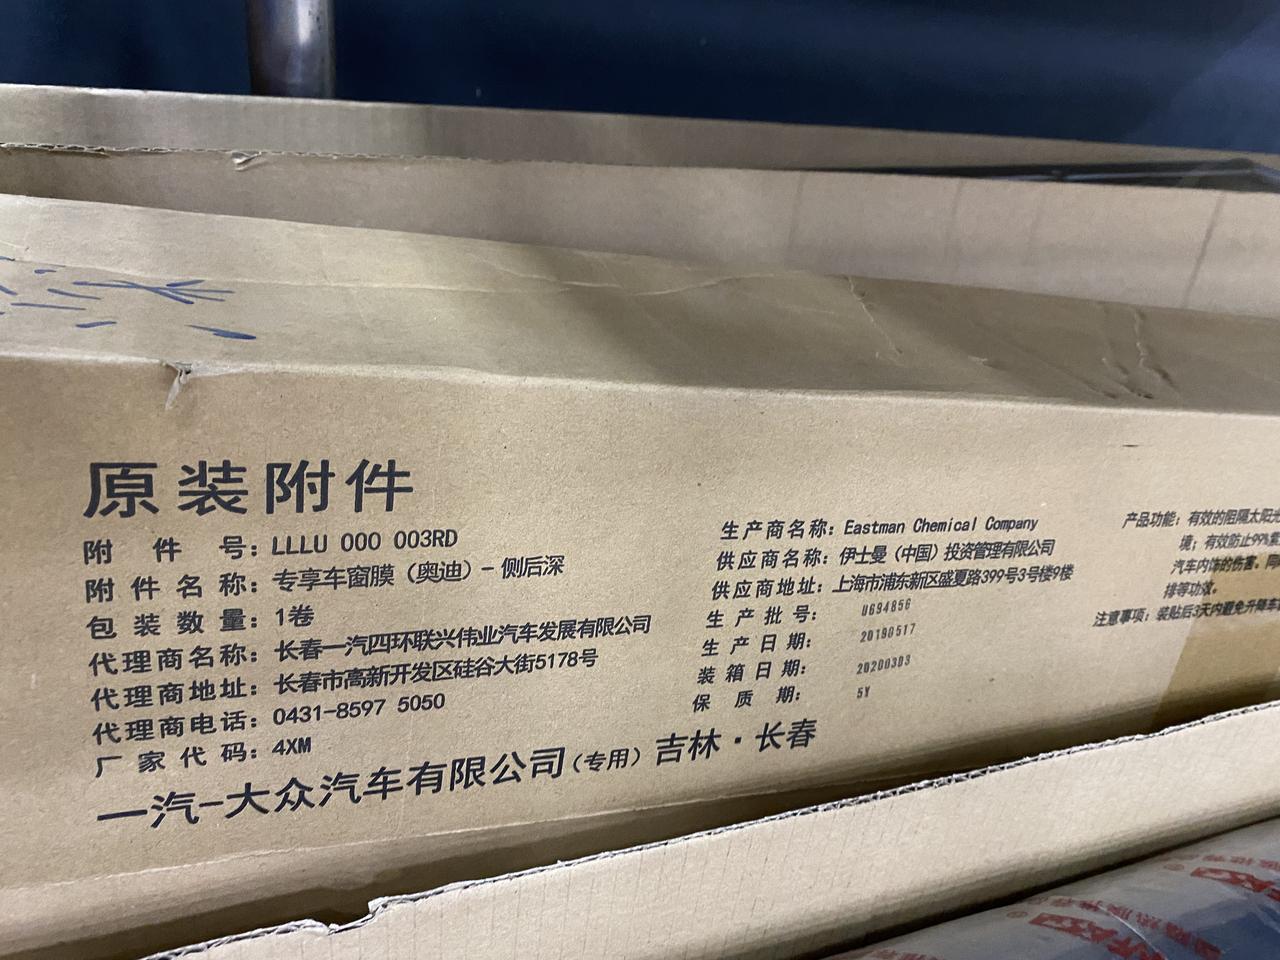 原装附件
附件号：LLLU 000 003RD
附件名称：专享车窗膜（奥迪）-侧后深
包装数量：1卷
代理商名称：长春一汽四环联兴伟业汽车发展有限公司
代理商地址：长春市高新开发区硅谷大街5178号
代理商电话：0431-8597 5050
厂家代码：4XM
一汽-大众汽车有限公司（专用）吉林·长春
生产商名称：Eastman Chemical Company
供应商名称：伊士曼（中国）投资管理有限公司
供应商地址：上海市浦东新区盛夏路399号3号楼9楼
生产批号：U694856
生产日期：20190517
装箱日期：20200303
保质期：5Y
产品功能：有效的阻隔太阳光
境；有效防止99%
汽车内饰的伤害，同
排等功效。
注意事项：装贴后3天内避免升降车